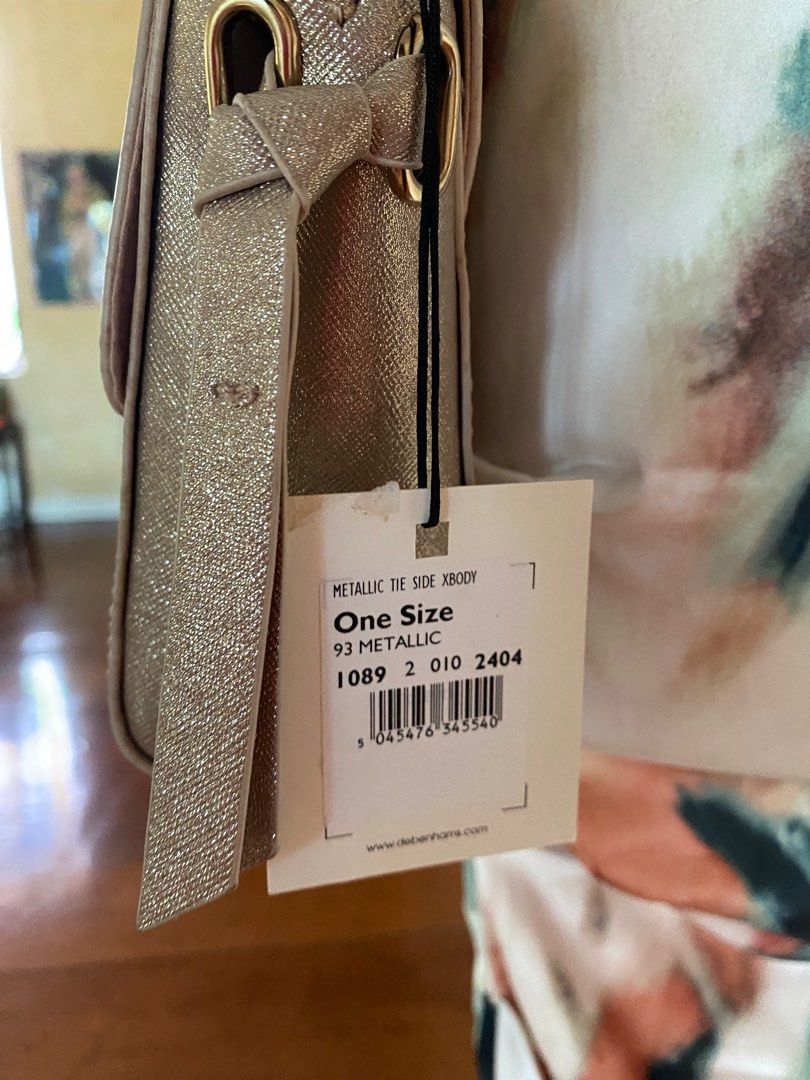 METALLIC TIE SIDE XBODY
One Size
93 METALLIC
1089 2 010 2404
5 045476 345540
www.debenhams.com